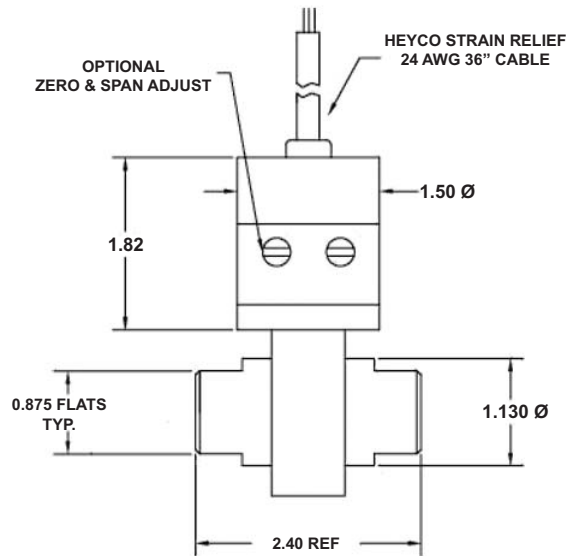 HEYCO STRAIN RELIEF
24 AWG 36” CABLE
OPTIONAL
ZERO & SPAN ADJUST
1.50 Ø
1.82
0.875 FLATS
TYP.
1.130 Ø
2.40 REF